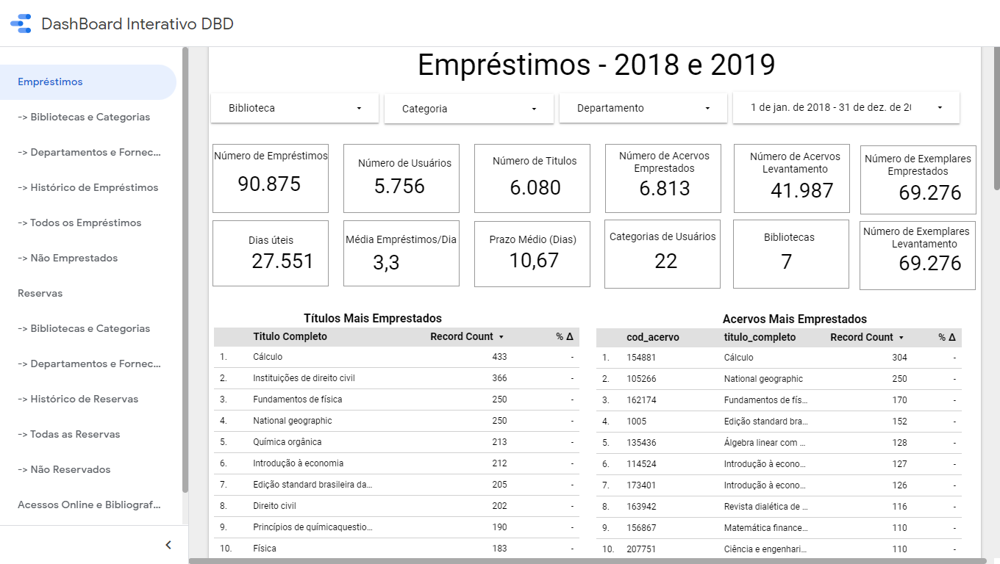 DashBoard Interativo DBD
Empréstimos
-> Bibliotecas e Categorias
-> Departamentos e Fornec...
-> Histórico de Empréstimos
-> Todos os Empréstimos
-> Não Emprestados
Reservas
-> Bibliotecas e Categorias
-> Departamentos e Fornec...
-> Histórico de Reservas
-> Todas as Reservas
-> Não Reservados
Acessos Online e Bibliograf...
Empréstimos - 2018 e 2019
Biblioteca
Categoria
Departamento
1 de jan. de 2018 - 31 de dez. de 20
Número de Empréstimos
90.875
Número de Usuários
5.756
Número de Titulos
6.080
Número de Acervos
Emprestados
6.813
Número de Acervos
Levantamento
41.987
Número de Exemplares
Emprestados
69.276
Dias úteis
27.551
Média Empréstimos/Dia
3,3
Prazo Médio (Dias)
10,67
Categorias de Usuários
22
Bibliotecas
7
Número de Exemplares
Levantamento
69.276
Títulos Mais Emprestados
Titulo Completo Record Count % Δ
1. Cálculo 433 -
2. Instituições de direito civil 366 -
3. Fundamentos de física 250 -
4. National geographic 250 -
5. Química orgânica 213 -
6. Introdução à economia 212 -
7. Edição standard brasileira da... 205 -
8. Direito civil 202 -
9. Princípios de químicaquestio... 190 -
10. Física 183 -
Acervos Mais Emprestados
cod_acervo titulo_completo Record Count % Δ
1. 154881 Cálculo 304 -
2. 105266 National geographic 250 -
3. 162174 Fundamentos de fís... 170 -
4. 1005 Edição standard bra... 152 -
5. 135436 Álgebra linear com ... 128 -
6. 114524 Introdução à econo... 127 -
7. 173401 Introdução à econo... 126 -
8. 163942 Revista dialética de ... 116 -
9. 156867 Matemática finance... 110 -
10. 207751 Ciência e engenhari... 110 -